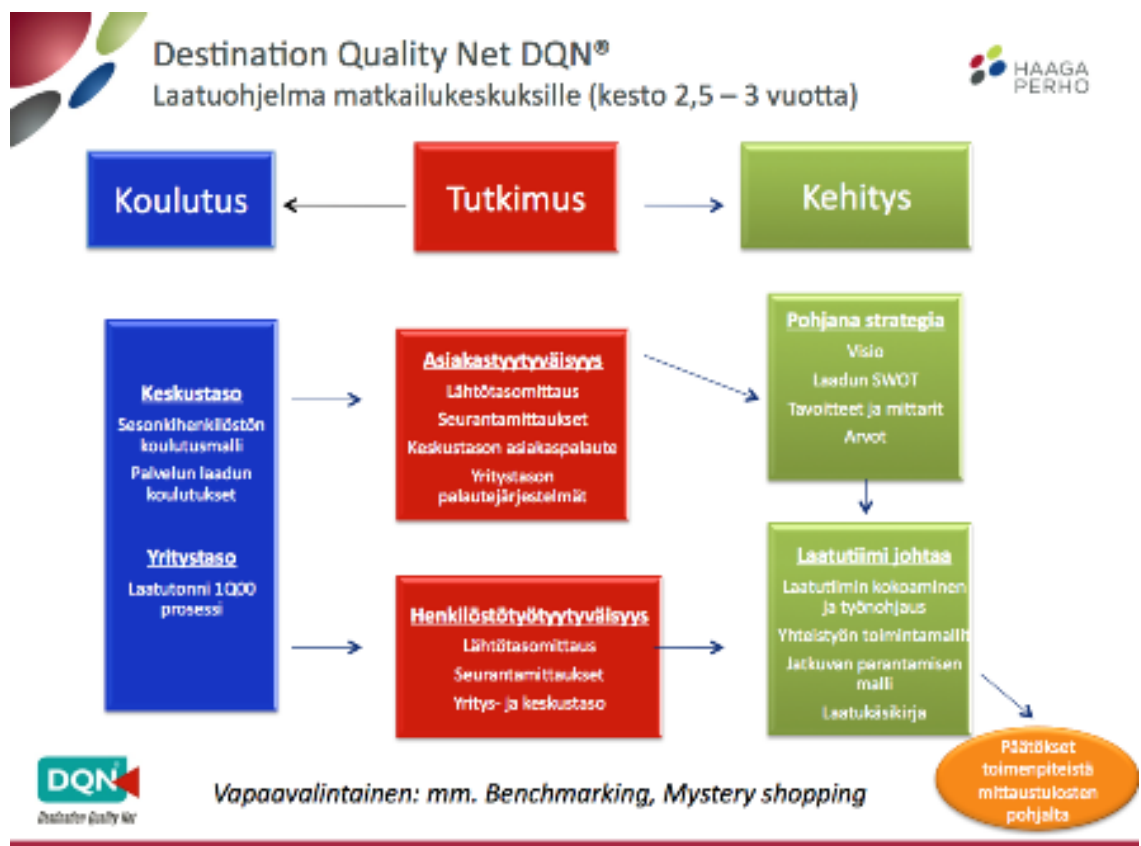 Destination Quality Net DQN®
Laatuohjelma matkailukeskuksille (kesto 2,5 – 3 vuotta)
HAAGA
PERHO
Koulutus
Tutkimus
Kehitys
Keskustaso
Sesonkihenkilöstön
koulutusmalli
Palvelun laadun
koulutukset
Yritystaso
Laatutonni 1Q00
prosessi
Asiakastyytyväisyys
Lähtötasomittaus
Seurantamittaukset
Keskustason asiakaspalaute
Yritystason
palautejärjestelmät
Henkilöstötyötyytyväisyys
Lähtötasomittaus
Seurantamittaukset
Yritys- ja keskustaso
Pohjana strategia
Visio
Laadun SWOT
Tavoitteet ja mittarit
Arvot
Laatutiimi johtaa
Laatutiimin kokoaminen
ja työnohjaus
Yhteistyön toimintamallit
Jatkuvan parantamisen
malli
Laatukäsikirja
Päätökset
toimenpiteistä
mittaustulosten
pohjalta
DQN
Destination Quality Net
Vapaavalintainen: mm. Benchmarking, Mystery shopping